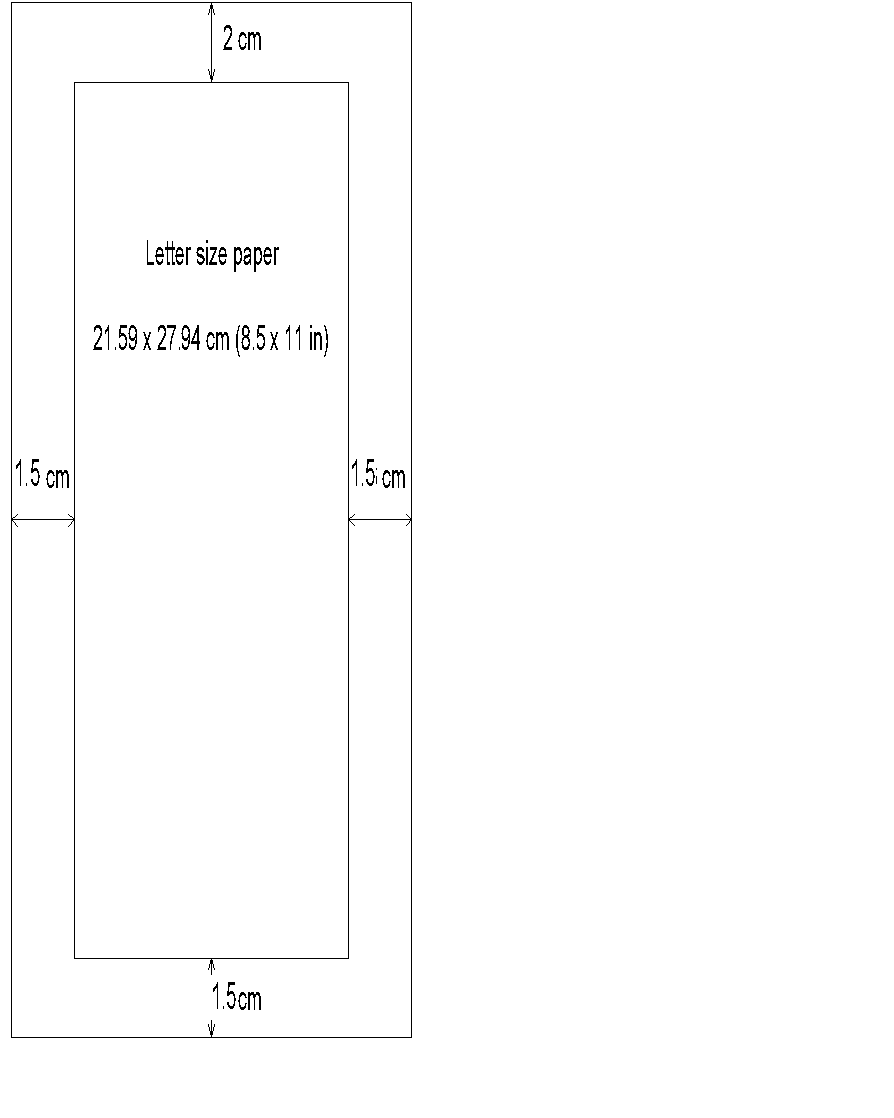 2 cm
Letter size paper
21.59 x 27.94 cm (8.5 x 11 in)
1.5 cm
1.5 cm
1.5cm